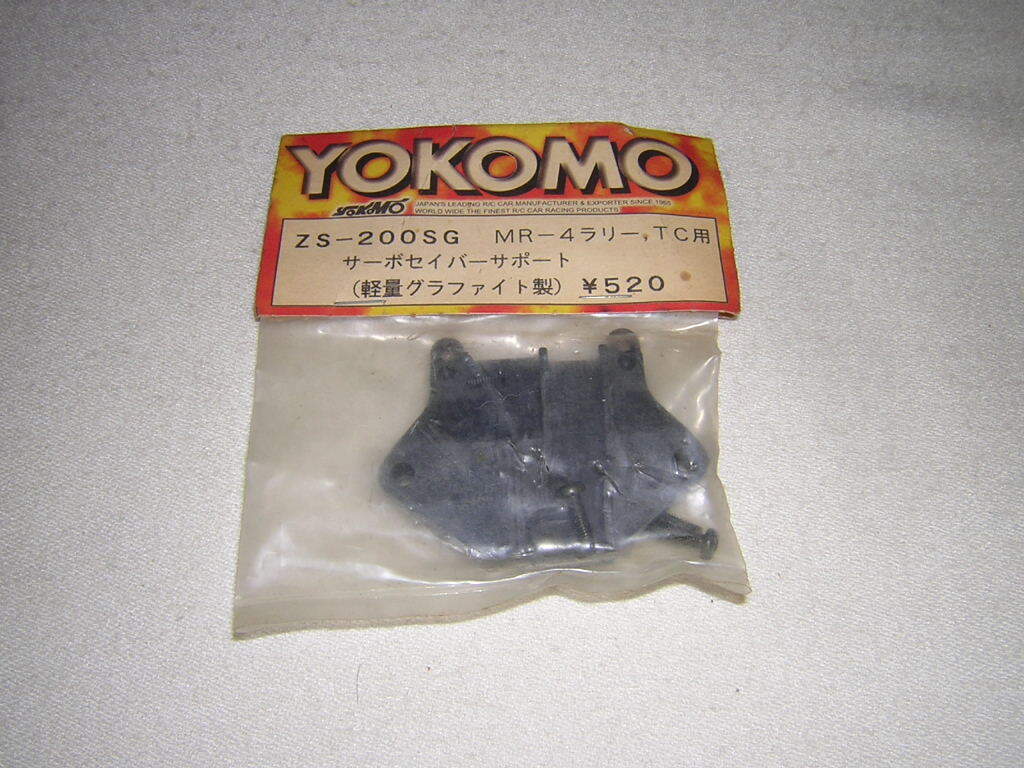 YOKOMO
YOKOMO JAPAN'S LEADING R/C CAR MANUFACTURER & EXPORTER SINCE 1965
WORLD WIDE THE FINEST R/C CAR RACING PRODUCTS
ZS-200SG MR-4ラリー,TC用
サーボセイバーサポート
(軽量グラファイト製) ¥520